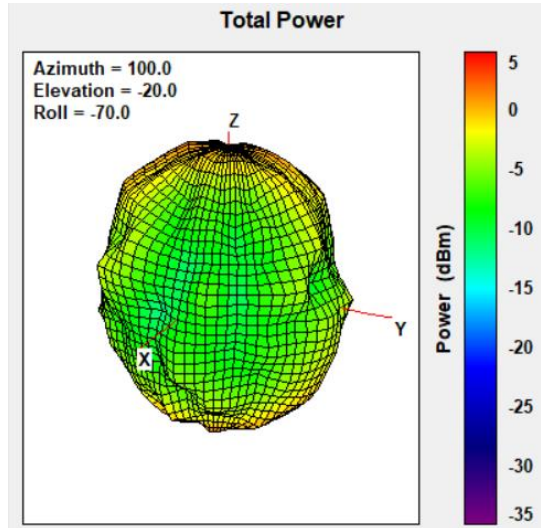 Total Power
Azimuth = 100.0
Elevation = -20.0
Roll = -70.0
Z
Y
X
Power (dBm)
5
0
-5
-10
-15
-20
-25
-30
-35